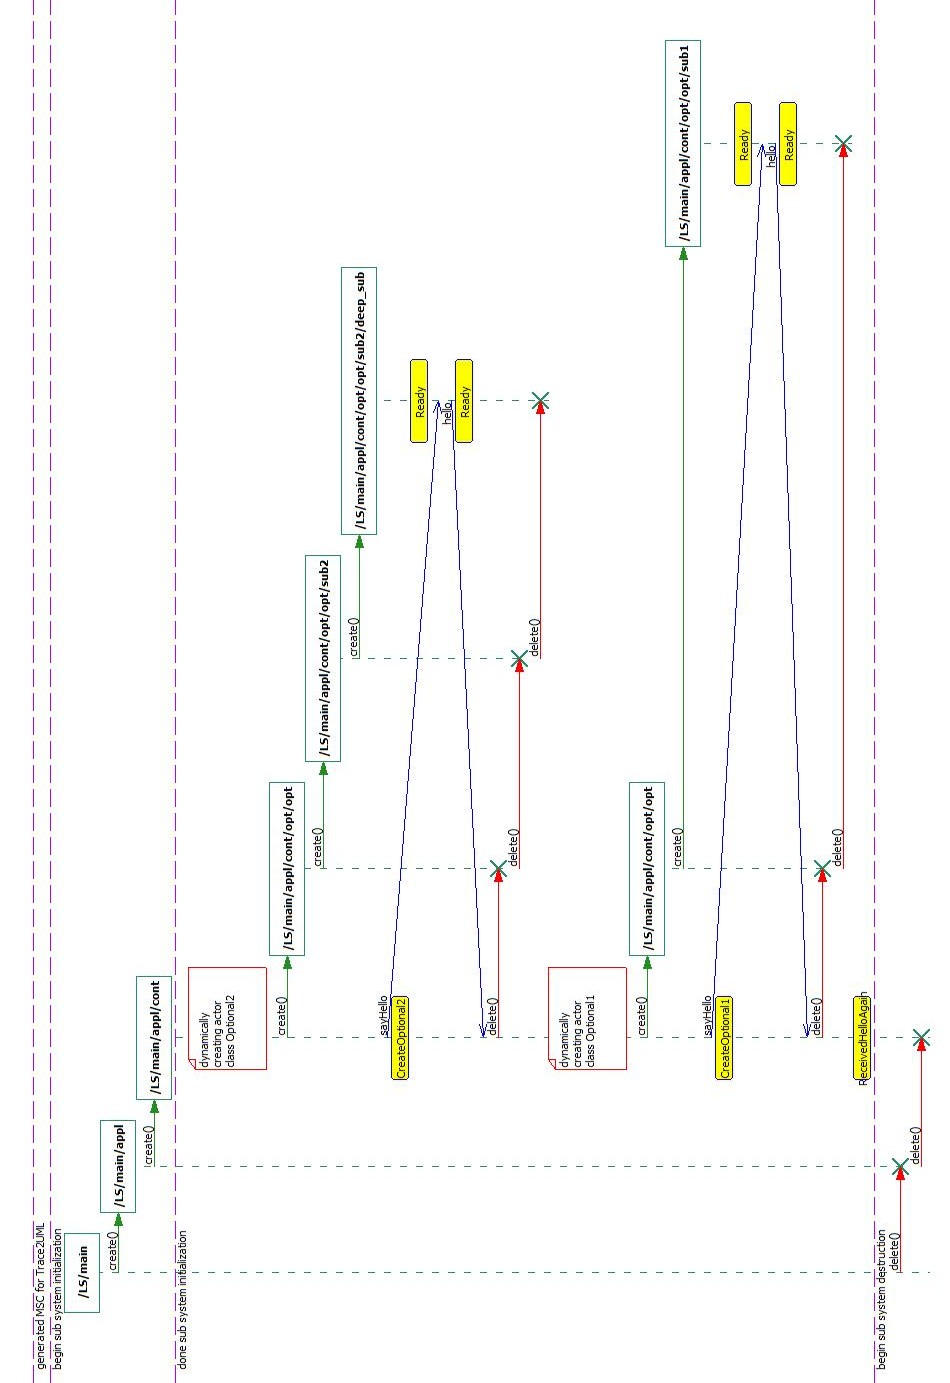 generated MSC for Trace2UML
begin sub system initialization
/LS/main
create()
/LS/main/appl
create()
/LS/main/appl/cont
done sub system initialization
dynamically
creating actor
class Optional2
create()
/LS/main/appl/cont/opt/opt
create()
/LS/main/appl/cont/opt/opt/sub2
create()
/LS/main/appl/cont/opt/opt/sub2/deep_sub
sayHello
CreateOptional2
Ready
hello
Ready
delete()
delete()
delete()
dynamically
creating actor
class Optional1
create()
/LS/main/appl/cont/opt/opt
create()
/LS/main/appl/cont/opt/opt/sub1
sayHello
CreateOptional1
Ready
hello
Ready
delete()
delete()
ReceivedHelloAgain
begin sub system destruction
delete()
delete()